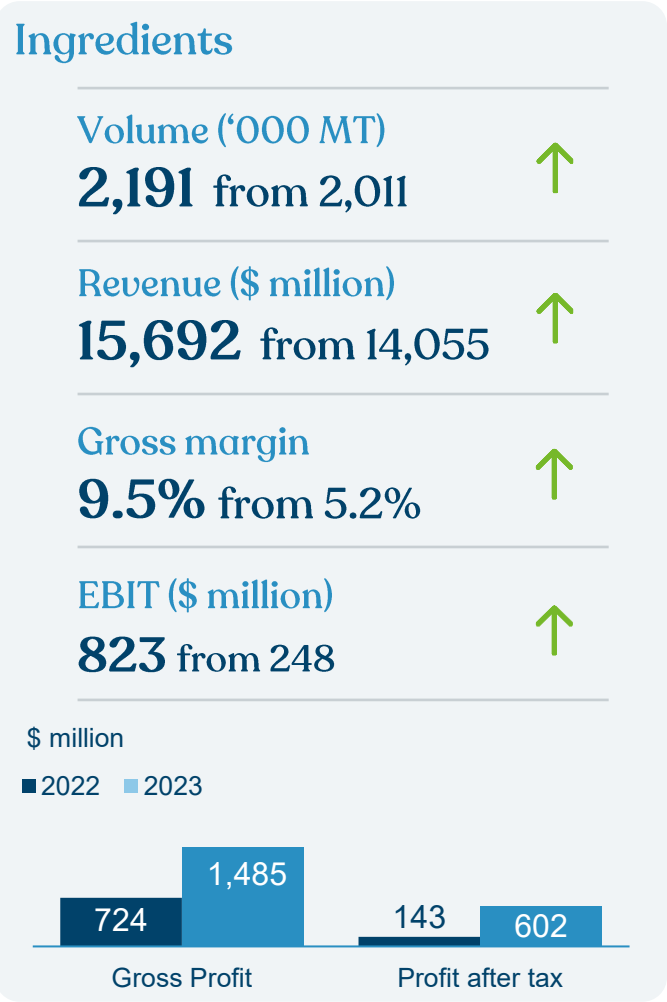 Ingredients
Volume (‘000 MT)
2,191 from 2,011
Revenue ($ million)
15,692 from 14,055
Gross margin
9.5% from 5.2%
EBIT ($ million)
823 from 248
$ million
2022 2023
724 1,485 143 602
Gross Profit Profit after tax